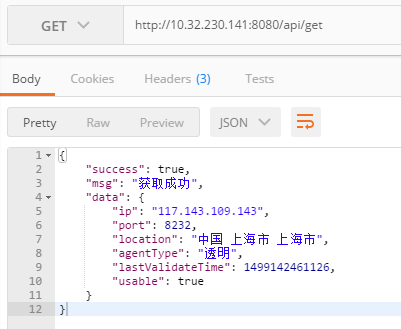 GET http://10.32.230.141:8080/api/get
Body Cookies Headers (3) Tests
Pretty Raw Preview JSON
1 {
2 "success": true,
3 "msg": "获取成功",
4 "data": {
5 "ip": "117.143.109.143",
6 "port": 8232,
7 "location": "中国 上海市 上海市",
8 "agentType": "透明",
9 "lastValidateTime": 1499142461126,
10 "usable": true
11 }
12 }